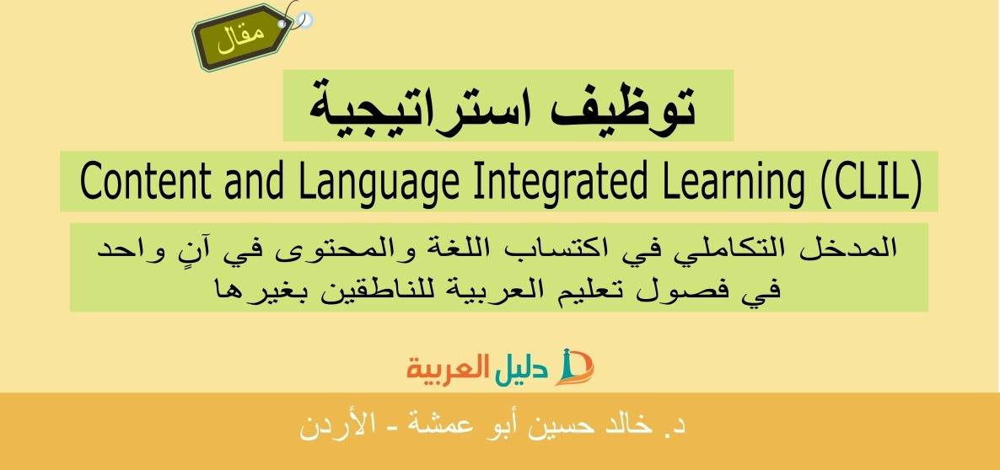 مقال
توظيف استراتيجية
Content and Language Integrated Learning (CLIL)
المدخل التكاملي في اكتساب اللغة والمحتوى في آنٍ واحد
في فصول تعليم العربية للناطقين بغيرها
دليل العربية
د. خالد حسين أبو عمشة - الأردن